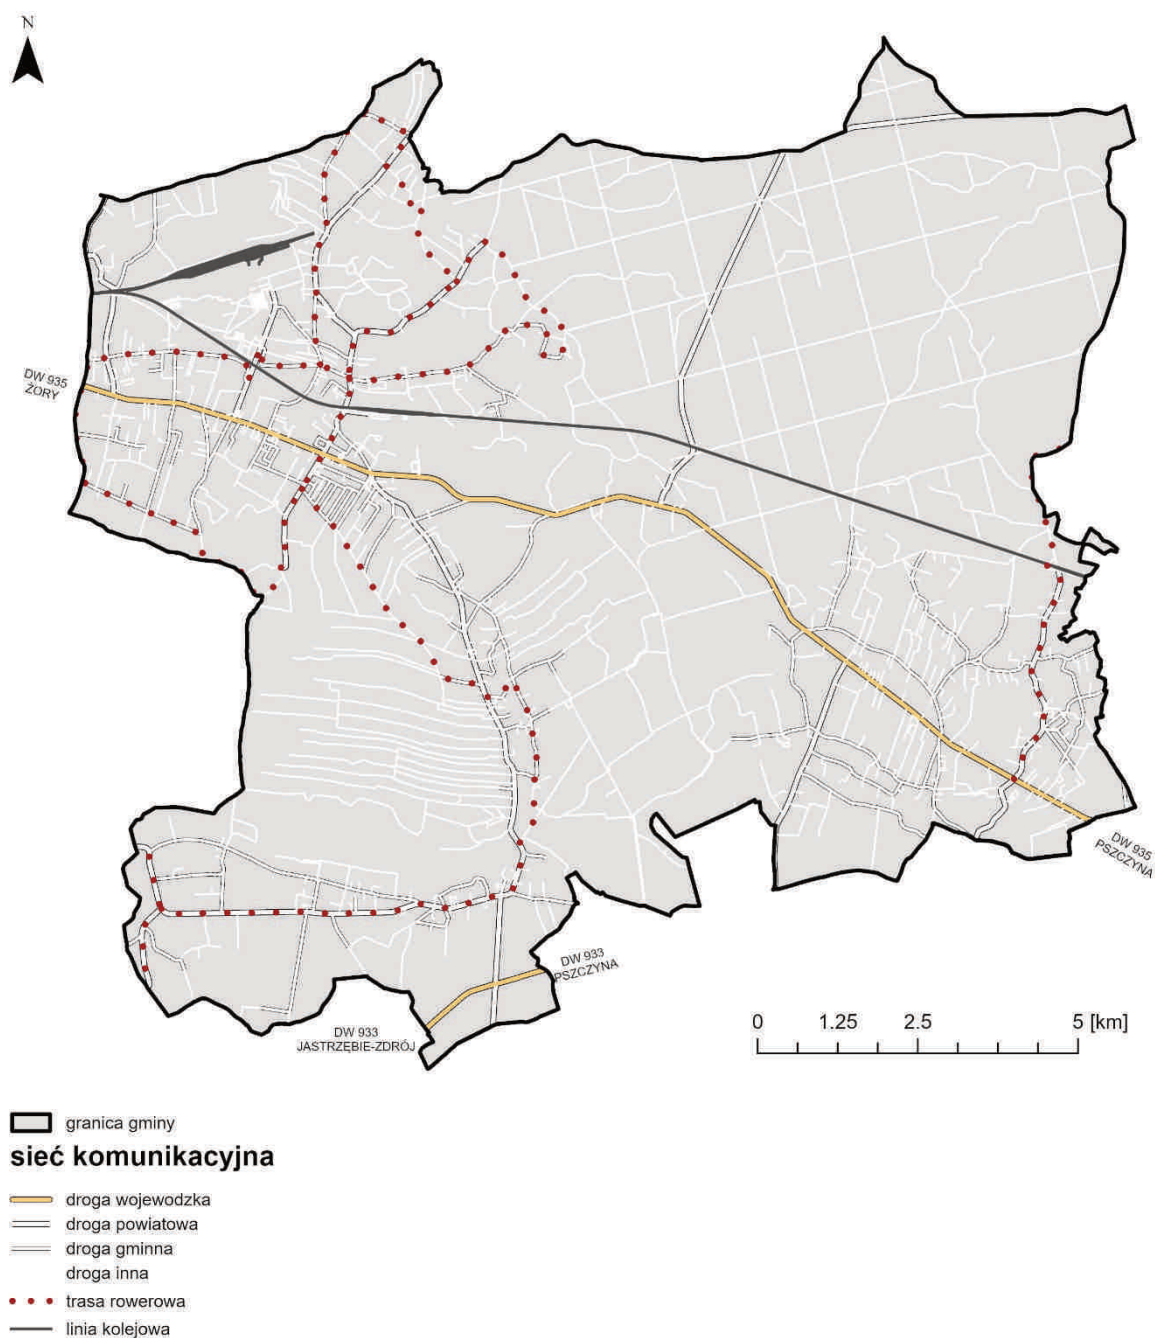 N
DW 935
ŻORY
DW 935
PSZCZYNA
DW 933
PSZCZYNA
DW 933
JASTRZĘBIE-ZDRÓJ
0 1.25 2.5 5 [km]
granica gminy
sieć komunikacyjna
droga wojewodzka
droga powiatowa
droga gminna
droga inna
trasa rowerowa
linia kolejowa